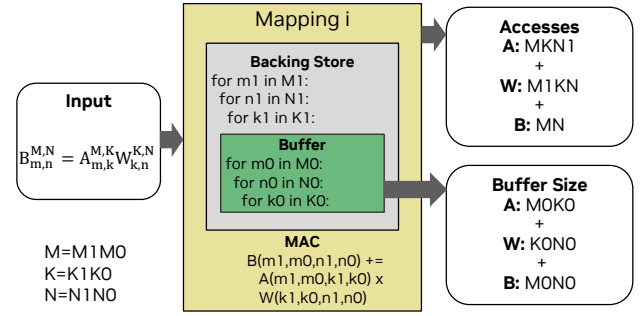 Input
B^{M,N}_{m,n} = A^{M,K}_{m,k} W^{K,N}_{k,n}
M=M1M0
K=K1K0
N=N1N0
Mapping i
Backing Store
for m1 in M1:
for n1 in N1:
for k1 in K1:
Buffer
for m0 in M0:
for n0 in N0:
for k0 in K0:
MAC
B(m1,m0,n1,n0) +=
A(m1,m0,k1,k0) x
W(k1,k0,n1,n0)
Accesses
A: MKN1
+
W: M1KN
+
B: MN
Buffer Size
A: M0K0
+
W: K0N0
+
B: M0N0